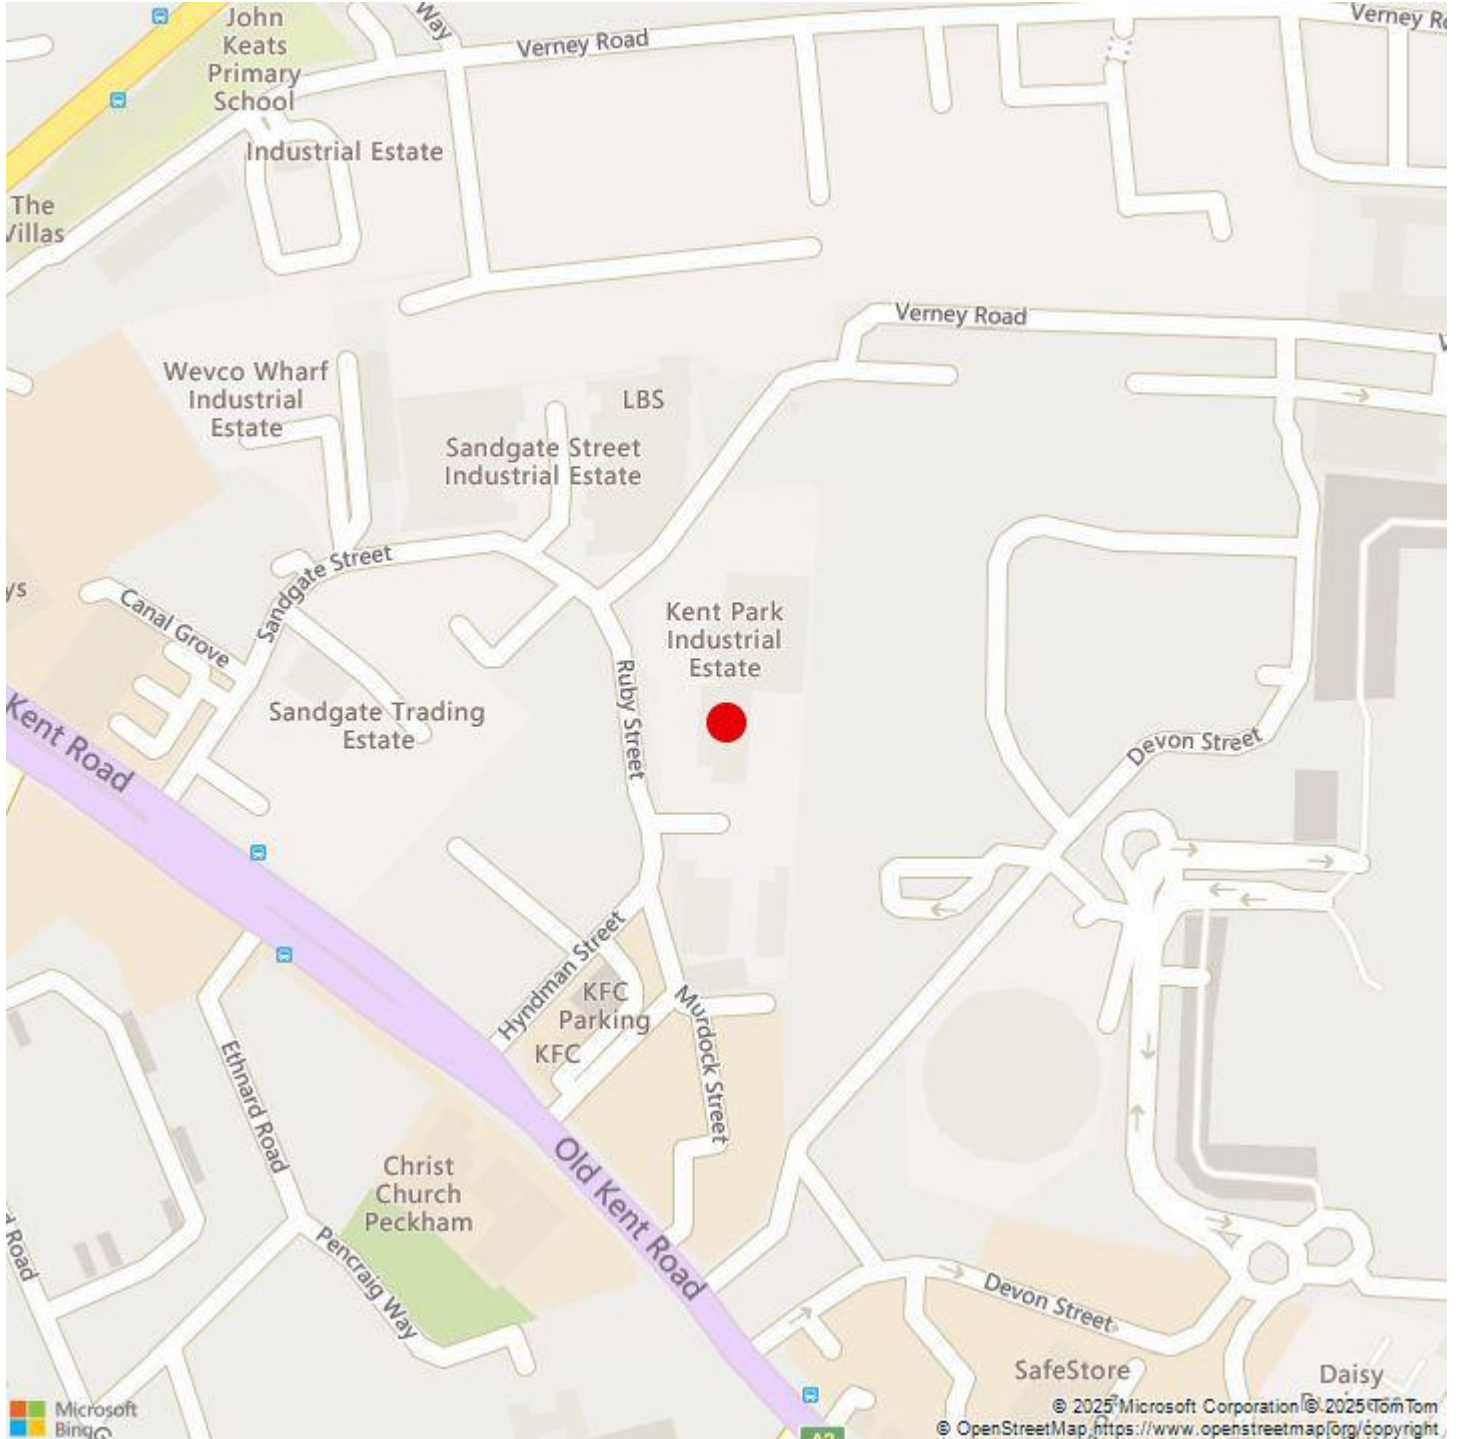 John
Keats
Primary
School
Way
Verney Road
Verney R
Industrial Estate
The
Villas
Verney Road
Wevco Wharf
Industrial
Estate
LBS
Sandgate Street
Industrial Estate
Sandgate Street
ys
Canal Grove
Kent Park
Industrial
Estate
Ruby Street
Sandgate Trading
Estate
Kent Road
Devon Street
Hyndman Street
KFC
Parking
KFC
Murdock Street
Ethnard Road
Old Kent Road
Christ
Church
Peckham
Pencraig Way
d Road
Devon Street
SafeStore
Daisy
Microsoft
Bing
A2
© 2025 Microsoft Corporation © 2025 TomTom
© OpenStreetMap https://www.openstreetmap.org/copyright